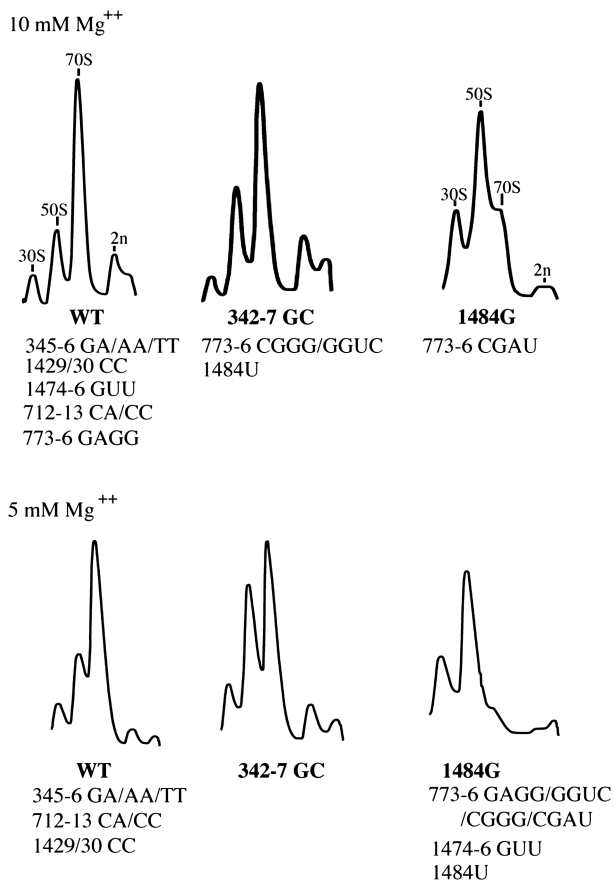 10 mM Mg++
70S
50S
30S
2n
50S
30S
70S
2n
WT
342-7 GC
1484G
345-6 GA/AA/TT
1429/30 CC
1474-6 GUU
712-13 CA/CC
773-6 GAGG
773-6 CGGG/GGUC
1484U
773-6 CGAU
5 mM Mg++
WT
342-7 GC
1484G
345-6 GA/AA/TT
712-13 CA/CC
1429/30 CC
773-6 GAGG/GGUC
/CGGG/CGAU
1474-6 GUU
1484U